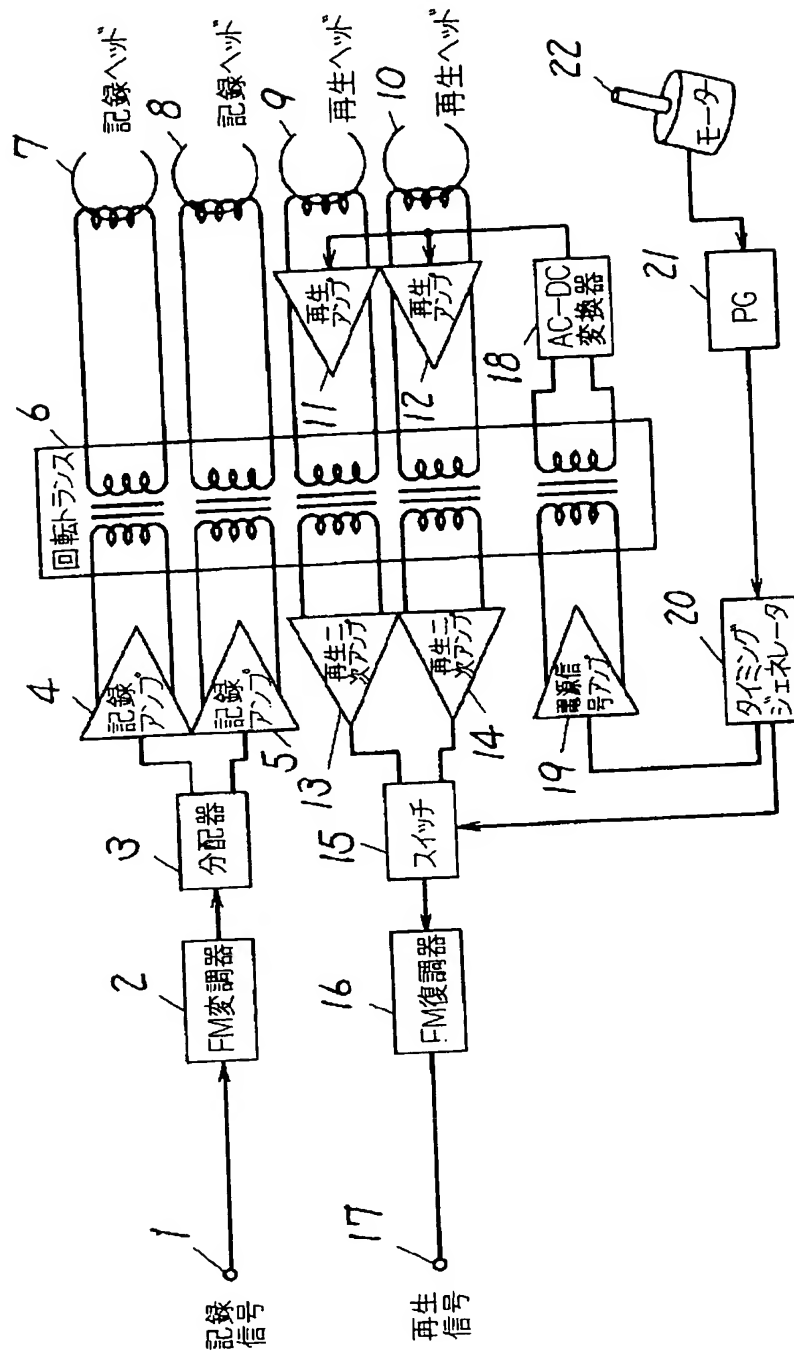 記録
信号
1
2
FM変調器
3
分配器
4
記録
アンプ
5
記録
アンプ
回転トランス
6
7
記録ヘッド
8
記録ヘッド
9
再生ヘッド
10
再生ヘッド
11
再生
アンプ
12
再生
アンプ
13
再生二
次アンプ
14
再生二
次アンプ
15
スイッチ
16
FM復調器
17
再生
信号
18
AC-DC
変換器
19
電源信
号アンプ
20
タイミング
ジェネレータ
21
PG
22
モーター